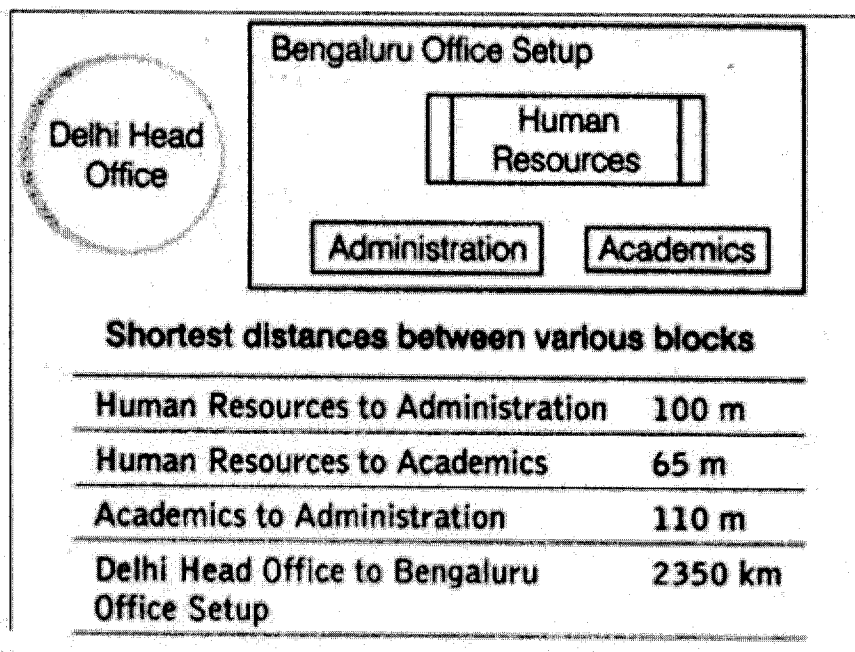 Delhi Head
Office
Bengaluru Office Setup
Human
Resources
Administration
Academics
Shortest distances between various blocks
Human Resources to Administration 100 m
Human Resources to Academics 65 m
Academics to Administration 110 m
Delhi Head Office to Bengaluru 2350 km
Office Setup